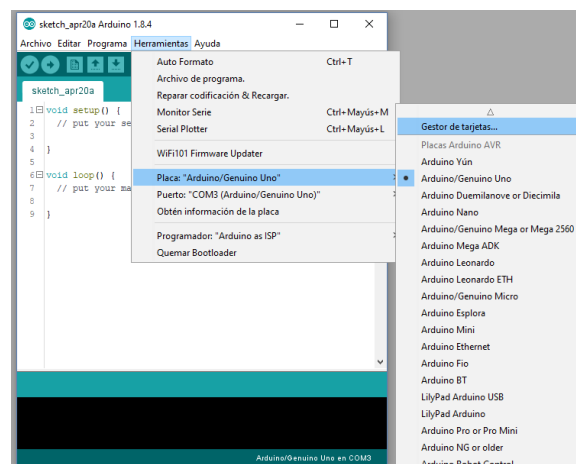 sketch_apr20a Arduino 1.8.4
Archivo Editar Programa Herramientas Ayuda
sketch_apr20a
1 void setup() {
2 // put your se
3
4 }
5
6 void loop() {
7 // put your ma
8
9 }
Auto Formato Ctrl+T
Archivo de programa.
Reparar codificación & Recargar.
Monitor Serie Ctrl+Mayús+M
Serial Plotter Ctrl+Mayús+L
WiFi101 Firmware Updater
Placa: "Arduino/Genuino Uno"
Puerto: "COM3 (Arduino/Genuino Uno)"
Obtén información de la placa
Programador: "Arduino as ISP"
Quemar Bootloader
Gestor de tarjetas...
Placas Arduino AVR
Arduino Yún
Arduino/Genuino Uno
Arduino Duemilanove or Diecimila
Arduino Nano
Arduino/Genuino Mega or Mega 2560
Arduino Mega ADK
Arduino Leonardo
Arduino Leonardo ETH
Arduino/Genuino Micro
Arduino Esplora
Arduino Mini
Arduino Ethernet
Arduino Fio
Arduino BT
LilyPad Arduino USB
LilyPad Arduino
Arduino Pro or Pro Mini
Arduino NG or older
Arduino Robot Control
Arduino/Genuino Uno en COM3